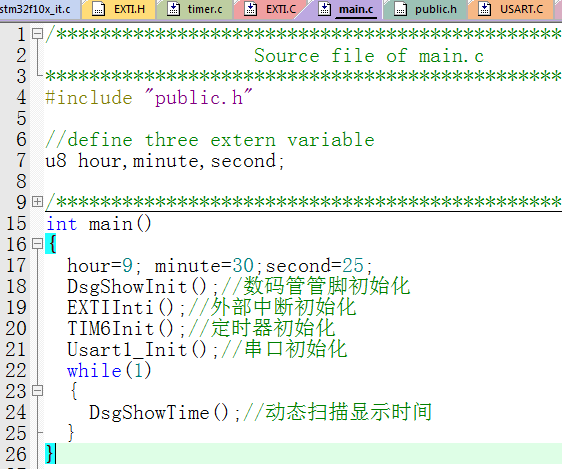 stm32f10x_it.c EXTI.H timer.c EXTI.C main.c public.h USART.C
1 /***********************************************
2 Source file of main.c
3 ************************************************
4 #include "public.h"
5
6 //define three extern variable
7 u8 hour,minute,second;
8
9 /***********************************************
15 int main()
16 {
17 hour=9; minute=30;second=25;
18 DsgShowInit();//数码管管脚初始化
19 EXTIInti();//外部中断初始化
20 TIM6Init();//定时器初始化
21 Usart1_Init();//串口初始化
22 while(1)
23 {
24 DsgShowTime();//动态扫描显示时间
25 }
26 }